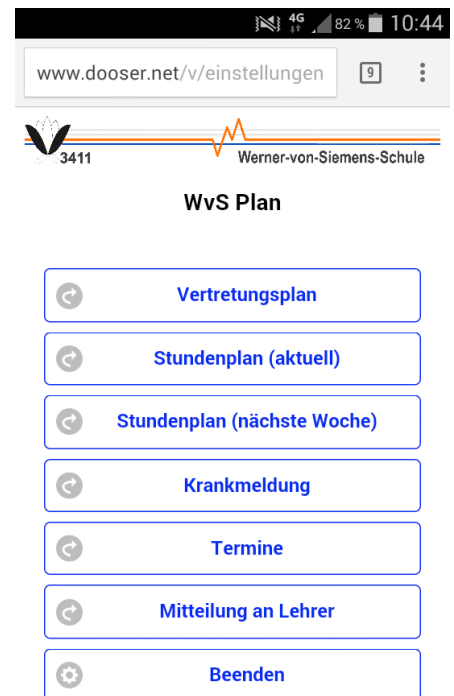 4G 82 % 10:44
www.dooser.net/v/einstellungen 9
3411 Werner-von-Siemens-Schule
WvS Plan
Vertretungsplan
Stundenplan (aktuell)
Stundenplan (nächste Woche)
Krankmeldung
Termine
Mitteilung an Lehrer
Beenden